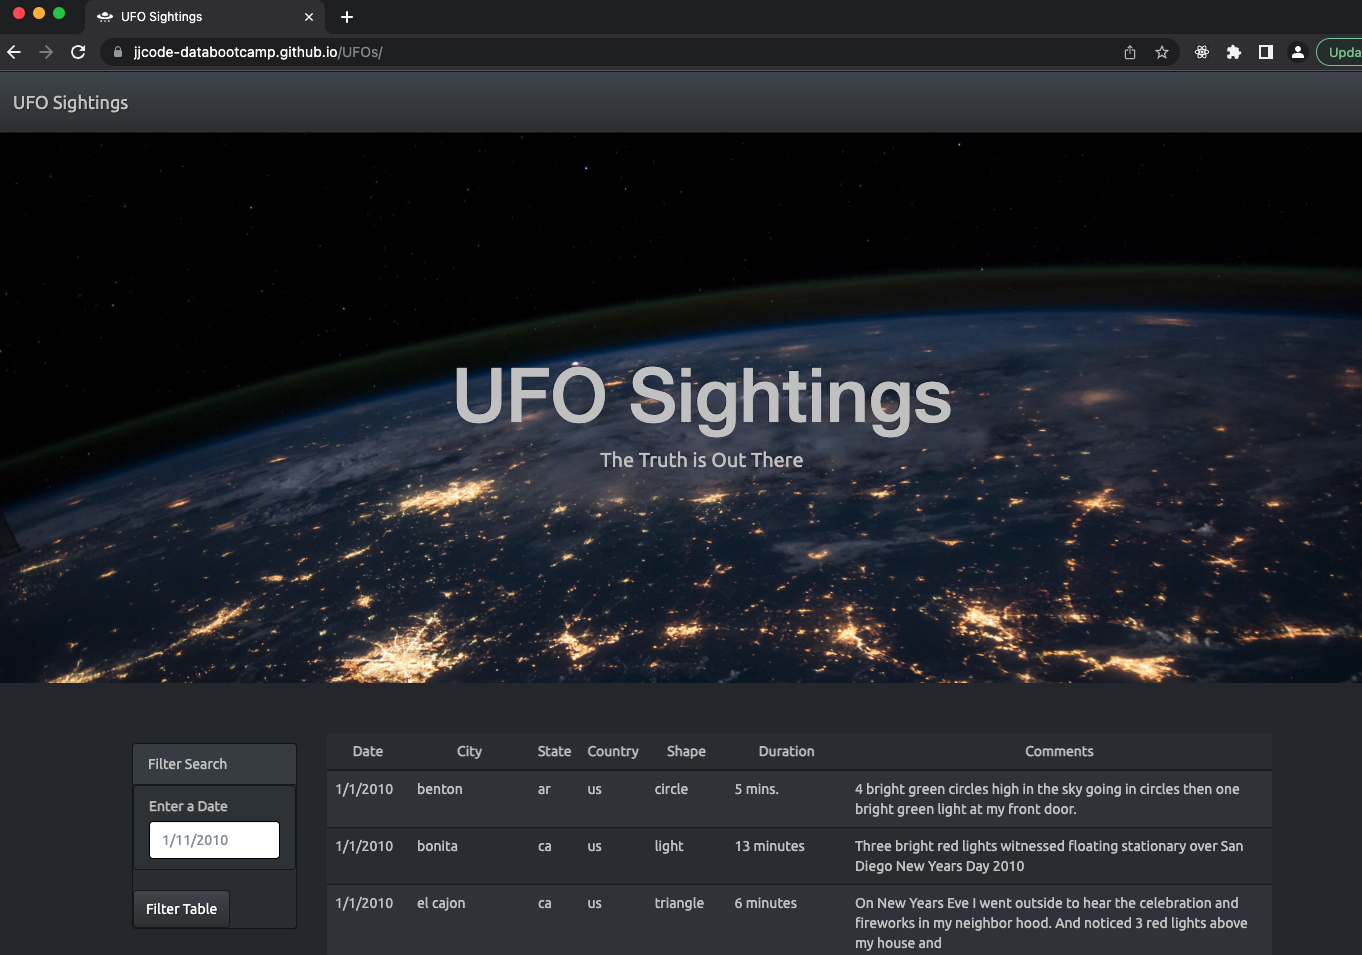 UFO Sightings
jjcode-databootcamp.github.io/UFOs/
Upda
UFO Sightings
UFO Sightings
The Truth is Out There
Filter Search
Enter a Date
1/11/2010
Filter Table
Date City State Country Shape Duration Comments
1/1/2010 benton ar us circle 5 mins. 4 bright green circles high in the sky going in circles then one
bright green light at my front door.
1/1/2010 bonita ca us light 13 minutes Three bright red lights witnessed floating stationary over San
Diego New Years Day 2010
1/1/2010 el cajon ca us triangle 6 minutes On New Years Eve I went outside to hear the celebration and
fireworks in my neighbor hood. And noticed 3 red lights above
my house and